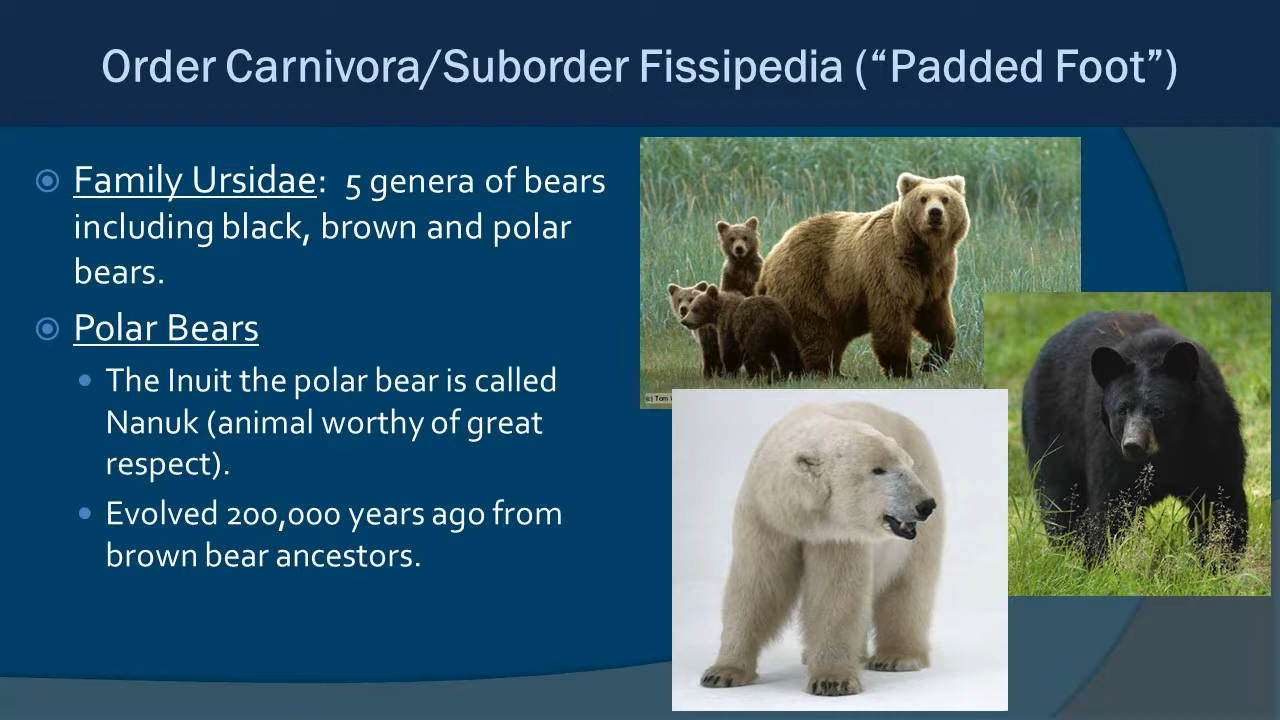 Order Carnivora/Suborder Fissipedia (“Padded Foot”)
Family Ursidae: 5 genera of bears
including black, brown and polar
bears.
Polar Bears
The Inuit the polar bear is called
Nanuk (animal worthy of great
respect).
Evolved 200,000 years ago from
brown bear ancestors.
(c) Tom